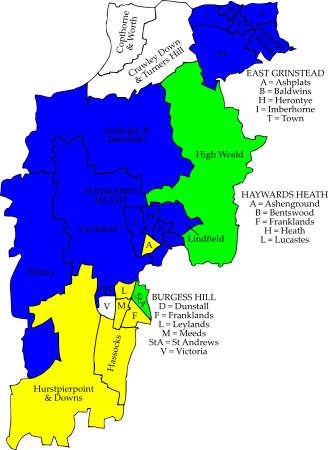 Copthorne
& Worth
Crawley Down
& Turners Hill
T
A
H
EAST GRINSTEAD
A = Ashplats
B = Baldwins
H = Herontye
I = Imberhorne
T = Town
Ardingly &
Balcombe
High Weald
HAYWARDS
HEATH
HAYWARDS HEATH
A = Ashenground
B = Bentswood
F = Franklands
H = Heath
L = Lucastes
H
Cuckfield
L
A
Lindfield
Bolney
L
StA
V
M
F
BURGESS HILL
D = Dunstall
F = Franklands
L = Leylands
M = Meeds
StA = St Andrews
V = Victoria
Hassocks
Hurstpierpoint
& Downs